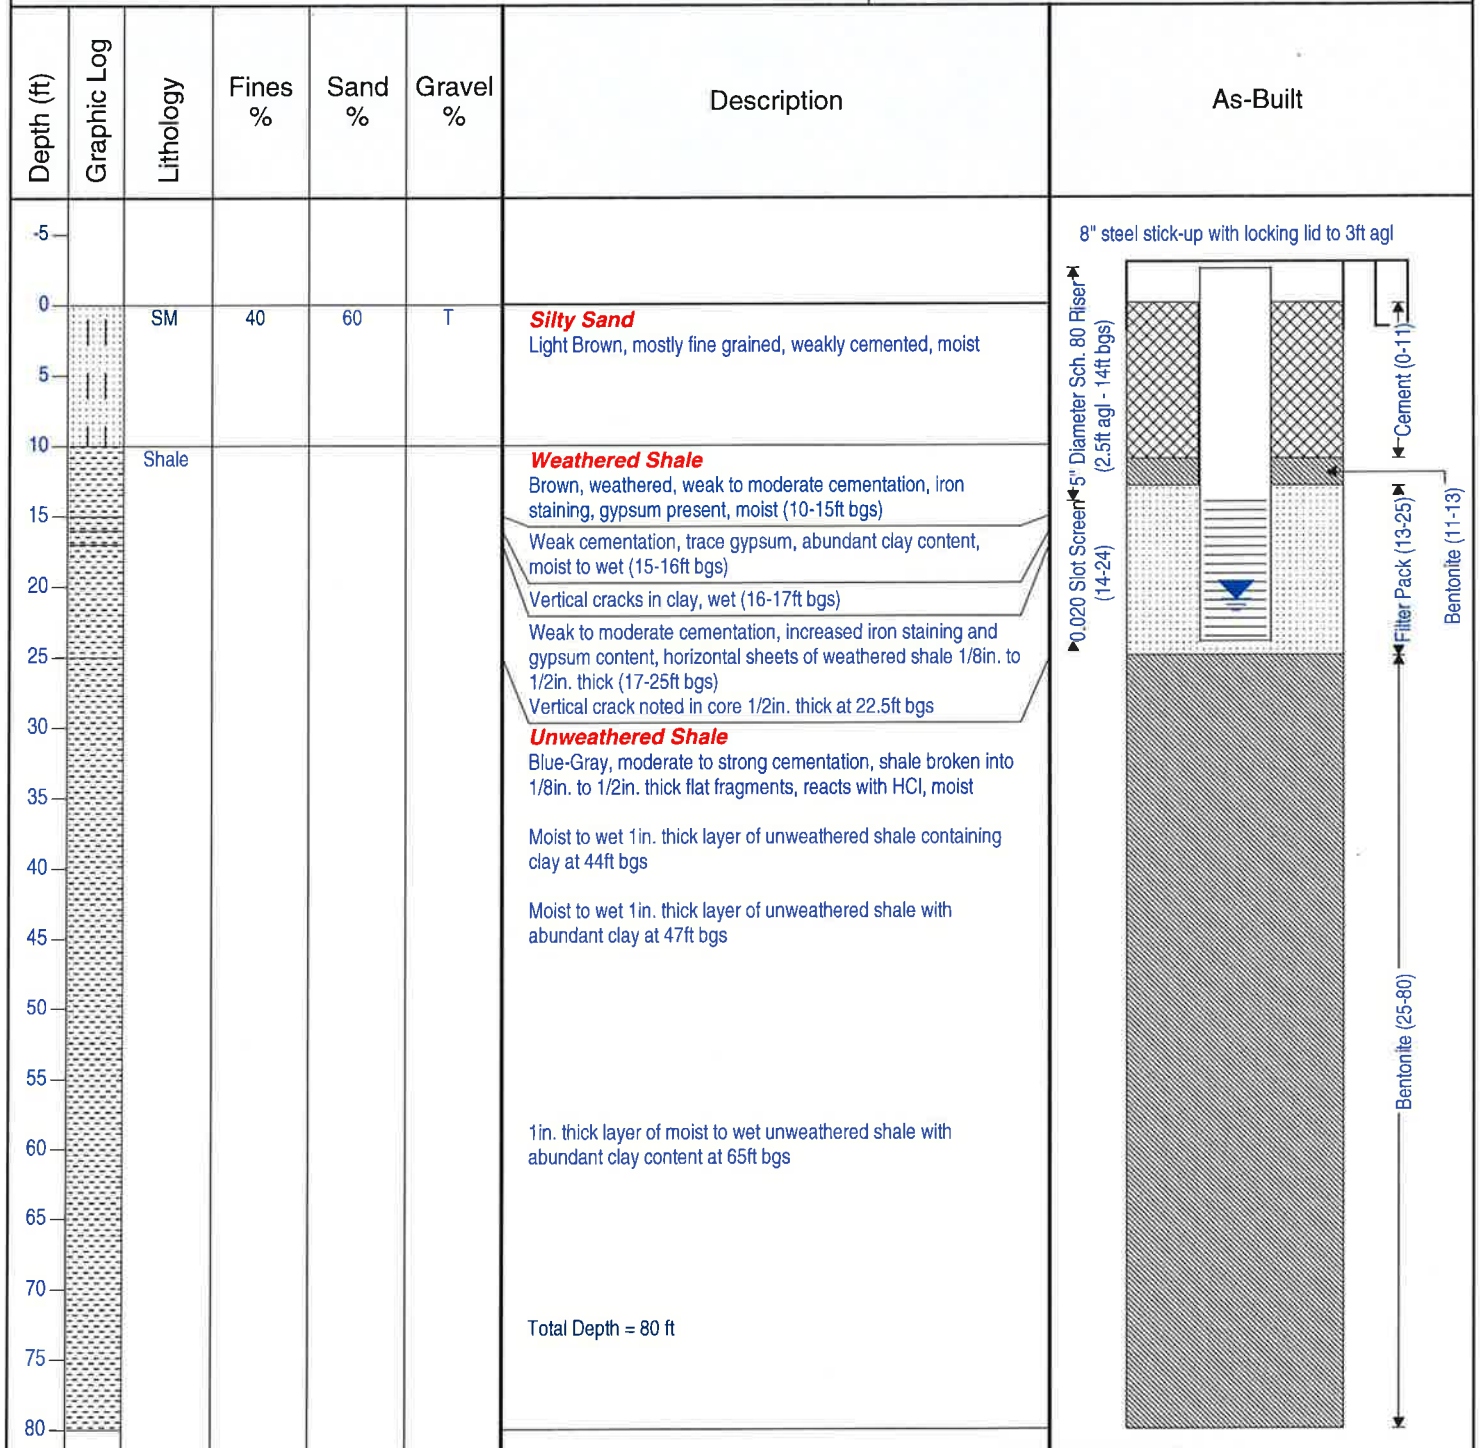 Depth (ft)
Graphic Log
Lithology
Fines
%
Sand
%
Gravel
%
Description
As-Built
-5
0
5
10
15
20
25
30
35
40
45
50
55
60
65
70
75
80
SM
40
60
T
Shale
Silty Sand
Light Brown, mostly fine grained, weakly cemented, moist
Weathered Shale
Brown, weathered, weak to moderate cementation, iron
staining, gypsum present, moist (10-15ft bgs)
Weak cementation, trace gypsum, abundant clay content,
moist to wet (15-16ft bgs)
Vertical cracks in clay, wet (16-17ft bgs)
Weak to moderate cementation, increased iron staining and
gypsum content, horizontal sheets of weathered shale 1/8in. to
1/2in. thick (17-25ft bgs)
Vertical crack noted in core 1/2in. thick at 22.5ft bgs
Unweathered Shale
Blue-Gray, moderate to strong cementation, shale broken into
1/8in. to 1/2in. thick flat fragments, reacts with HCl, moist
Moist to wet 1in. thick layer of unweathered shale containing
clay at 44ft bgs
Moist to wet 1in. thick layer of unweathered shale with
abundant clay at 47ft bgs
1in. thick layer of moist to wet unweathered shale with
abundant clay content at 65ft bgs
Total Depth = 80 ft
8" steel stick-up with locking lid to 3ft agl
5" Diameter Sch. 80 Riser
(2.5ft agl - 14ft bgs)
0.020 Slot Screen
(14-24)
Cement (0-11)
Filter Pack (13-25)
Bentonite (11-13)
Bentonite (25-80)